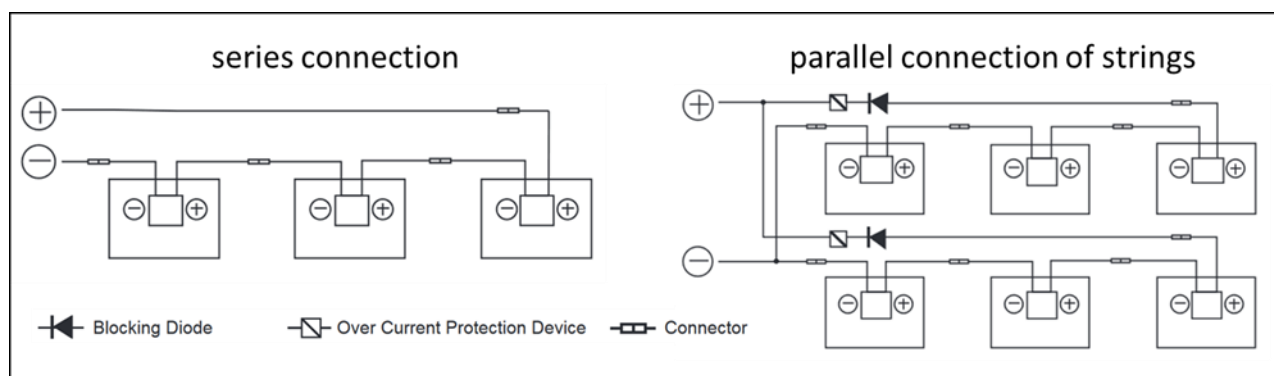 series connection
parallel connection of strings
+
−
− + − + − +
+
−
− + − + − +
− + − + − +
Blocking Diode Over Current Protection Device Connector